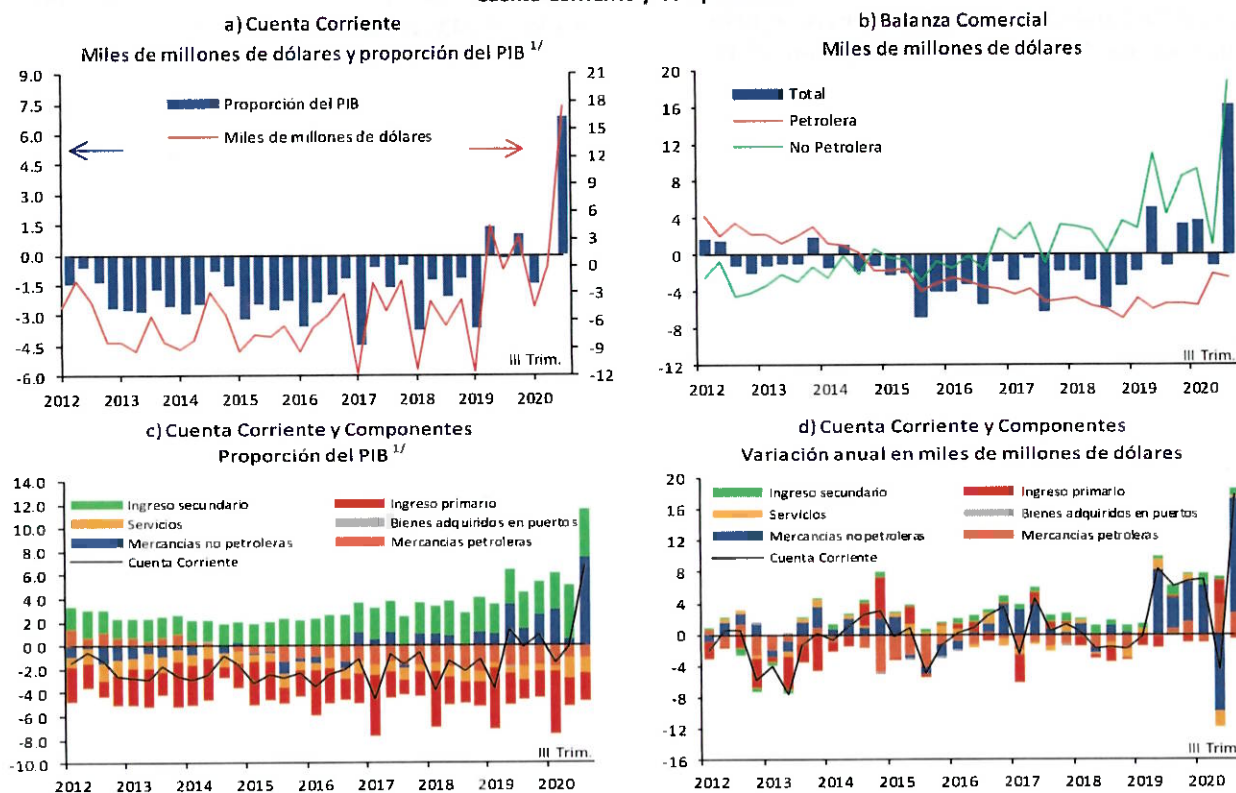 a) Cuenta Corriente
Miles de millones de dólares y proporción del PIB 1/
9.0
7.5
6.0
4.5
3.0
1.5
0.0
-1.5
-3.0
-4.5
-6.0
21
18
15
12
9
6
3
0
-3
-6
-9
-12
Proporción del PIB
Miles de millones de dólares
III Trim.
2012 2013 2014 2015 2016 2017 2018 2019 2020
b) Balanza Comercial
Miles de millones de dólares
20
16
12
8
4
0
-4
-8
-12
Total
Petrolera
No Petrolera
III Trim.
2012 2013 2014 2015 2016 2017 2018 2019 2020
c) Cuenta Corriente y Componentes
Proporción del PIB 1/
14.0
12.0
10.0
8.0
6.0
4.0
2.0
0.0
-2.0
-4.0
-6.0
-8.0
-10.0
Ingreso secundario
Ingreso primario
Servicios
Bienes adquiridos en puertos
Mercancías no petroleras
Mercancías petroleras
Cuenta Corriente
III Trim.
2012 2013 2014 2015 2016 2017 2018 2019 2020
d) Cuenta Corriente y Componentes
Variación anual en miles de millones de dólares
20
16
12
8
4
0
-4
-8
-12
-16
Ingreso secundario
Ingreso primario
Servicios
Bienes adquiridos en puertos
Mercancías no petroleras
Mercancías petroleras
Cuenta Corriente
III Trim.
2012 2013 2014 2015 2016 2017 2018 2019 2020